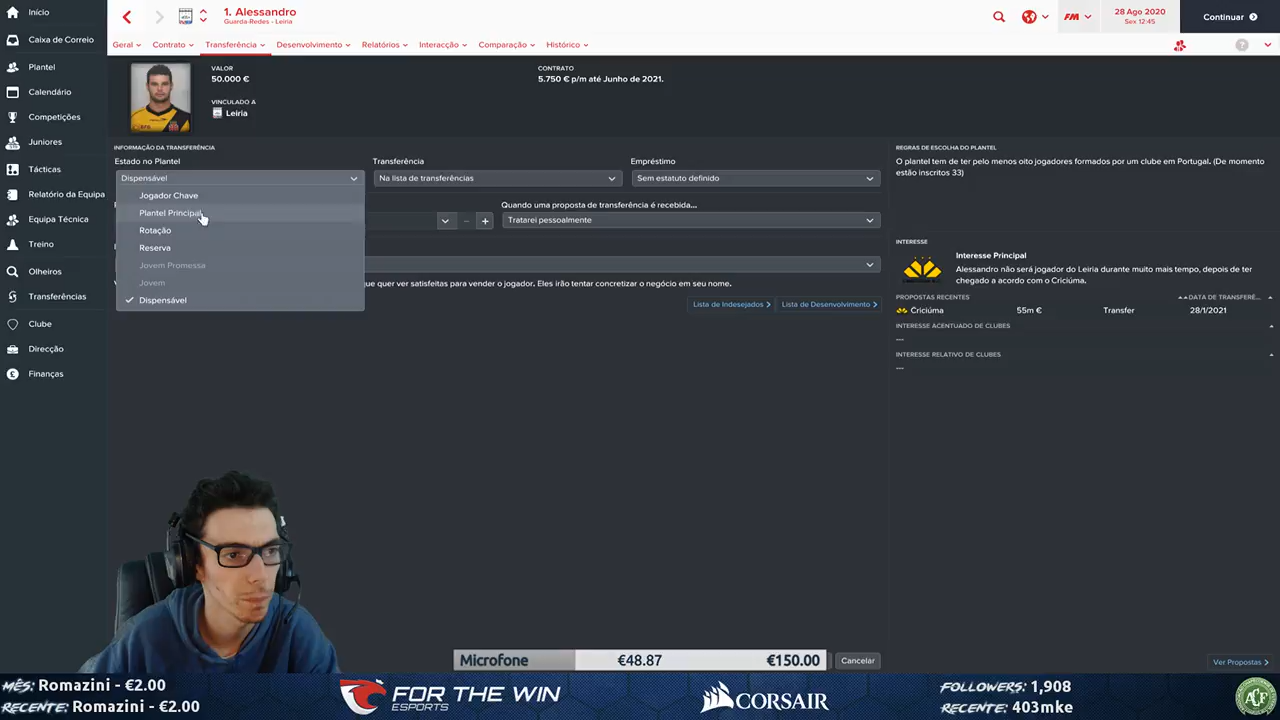 Início
Caixa de Correio
Plantel
Calendário
Competições
Juniores
Tácticas
Relatório da Equipa
Equipa Técnica
Treino
Olheiros
Transferências
Clube
Direcção
Finanças
1. Alessandro
Guarda-Redes - Leiria
FM
28 Ago 2020
Sex 12:45
Continuar
Geral
Contrato
Transferência
Desenvolvimento
Relatórios
Interacção
Comparação
Histórico
VALOR
50.000 €
VINCULADO A
Leiria
CONTRATO
5.750 € p/m até Junho de 2021.
INFORMAÇÃO DA TRANSFERÊNCIA
Estado no Plantel
Dispensável
Jogador Chave
Plantel Principal
Rotação
Reserva
Jovem Promessa
Jovem
Dispensável
Transferência
Na lista de transferências
Empréstimo
Sem estatuto definido
Quando uma proposta de transferência é recebida...
Tratarei pessoalmente
que quer ver satisfeitas para vender o jogador. Eles irão tentar concretizar o negócio em seu nome.
Lista de Indesejados
Lista de Desenvolvimento
REGRAS DE ESCOLHA DO PLANTEL
O plantel tem de ter pelo menos oito jogadores formados por um clube em Portugal. (De momento
estão inscritos 33)
INTERESSE
Interesse Principal
Alessandro não será jogador do Leiria durante muito mais tempo, depois de ter
chegado a acordo com o Criciúma.
PROPOSTAS RECENTES
DATA DE TRANSFERÊ...
Criciúma
55m €
Transfer
28/1/2021
INTERESSE ACENTUADO DE CLUBES
---
INTERESSE RELATIVO DE CLUBES
---
Microfone
€48.87
€150.00
Cancelar
Ver Propostas
MÊS: Romazini - €2.00
RECENTE: Romazini - €2.00
FOR THE WIN
ESPORTS
CORSAIR
FOLLOWERS: 1,908
RECENTE: 403mke